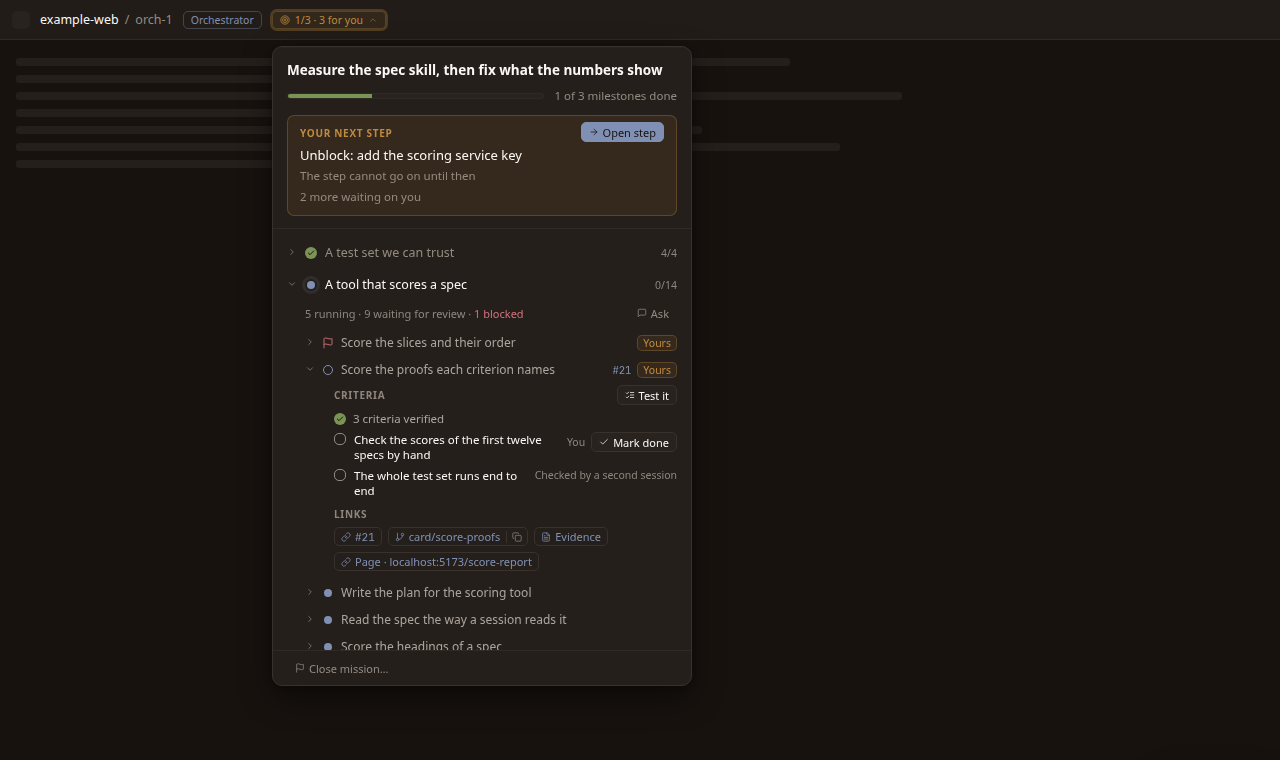 example-web / orch-1 Orchestrator 1/3 · 3 for you
Measure the spec skill, then fix what the numbers show
1 of 3 milestones done
YOUR NEXT STEP Open step
Unblock: add the scoring service key
The step cannot go on until then
2 more waiting on you
A test set we can trust 4/4
A tool that scores a spec 0/14
5 running · 9 waiting for review · 1 blocked Ask
Score the slices and their order Yours
Score the proofs each criterion names #21 Yours
CRITERIA Test it
3 criteria verified
Check the scores of the first twelve You Mark done
specs by hand
The whole test set runs end to Checked by a second session
end
LINKS
#21 card/score-proofs Evidence
Page · localhost:5173/score-report
Write the plan for the scoring tool
Read the spec the way a session reads it
Score the headings of a spec
Close mission...